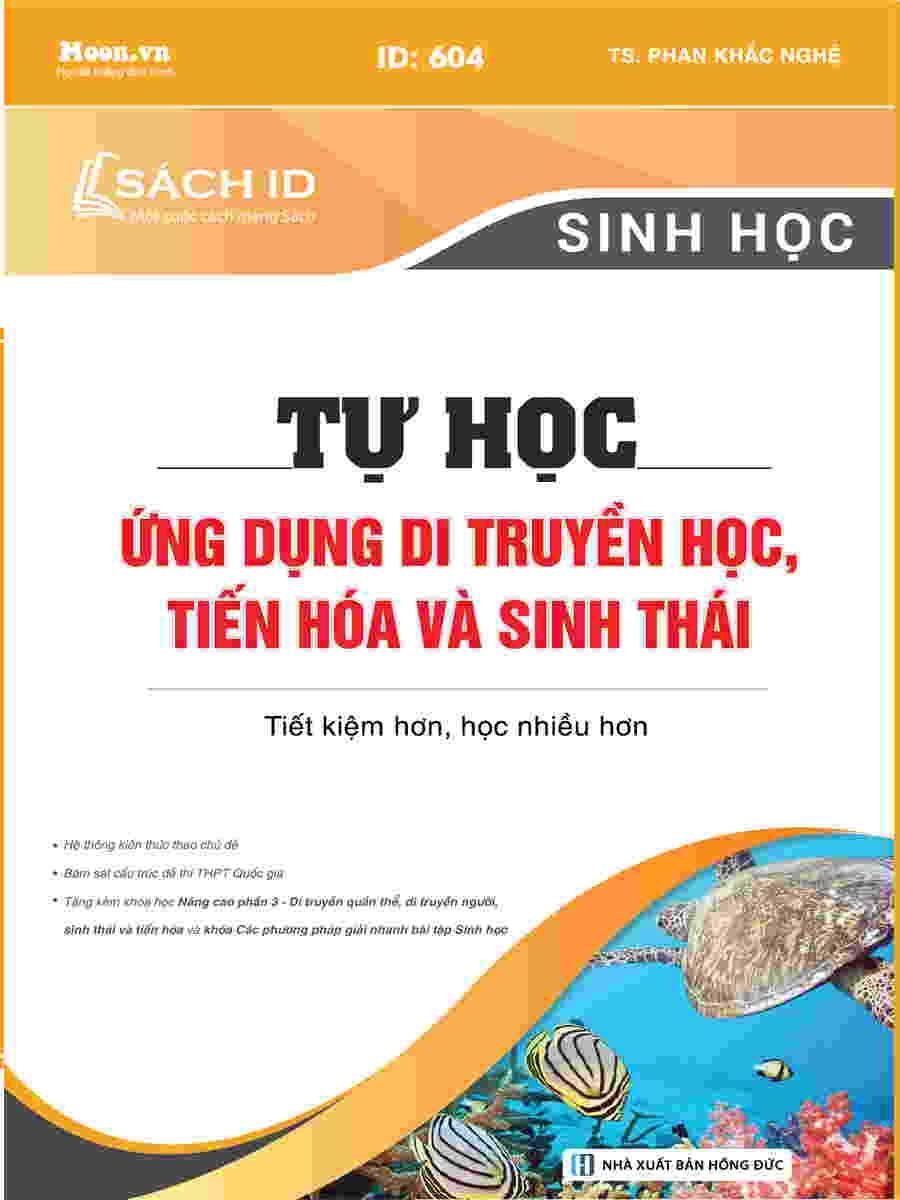 Moon.vn
ID: 604
TS. PHAN KHẮC NGHỆ
SÁCH ID
Một cuộc cách mạng Sách
SINH HỌC
TỰ HỌC
ỨNG DỤNG DI TRUYỀN HỌC,
TIẾN HÓA VÀ SINH THÁI
Tiết kiệm hơn, học nhiều hơn
• Hệ thống kiến thức theo chủ đề
• Bám sát cấu trúc đề thi THPT Quốc gia
• Tặng kèm khóa học Nâng cao phần 3 - Di truyền quần thể, di truyền người,
sinh thái và tiến hóa và khóa Các phương pháp giải nhanh bài tập Sinh học
NHÀ XUẤT BẢN HỒNG ĐỨC